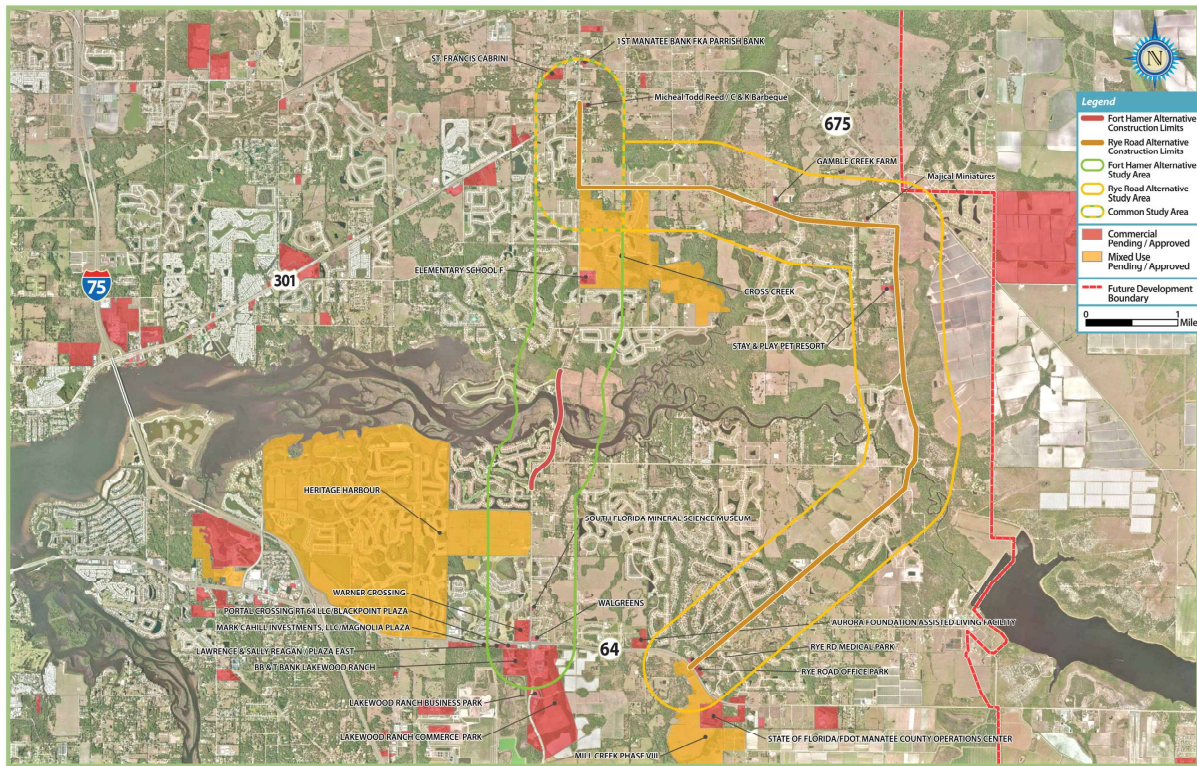 1ST MANATEE BANK FKA PARRISH BANK
ST. FRANCIS CABRINI
N
Micheal Todd Reed / C & K Barbeque
675
GAMBLE CREEK FARM
Majical Miniatures
Legend
Fort Hamer Alternative
Construction Limits
Rye Road Alternative
Construction Limits
Fort Hamer Alternative
Study Area
Rye Road Alternative
Study Area
Common Study Area
Commercial
Pending / Approved
Mixed Use
Pending / Approved
Future Development
Boundary
0 1
Mile
ELEMENTARY SCHOOL F
301
75
CROSS CREEK
STAY & PLAY PET RESORT
HERITAGE HARBOUR
SOUTH FLORIDA MINERAL SCIENCE MUSEUM
WARNER CROSSING
WALGREENS
PORTAL CROSSING RT 64 LLC/BLACKPOINT PLAZA
MARK CAHILL INVESTMENTS, LLC/MAGNOLIA PLAZA
AURORA FOUNDATION ASSISTED LIVING FACILITY
LAWRENCE & SALLY REAGAN / PLAZA EAST
64
RYE RD MEDICAL PARK
BB & T BANK LAKEWOOD RANCH
RYE ROAD OFFICE PARK
LAKEWOOD RANCH BUSINESS PARK
LAKEWOOD RANCH COMMERCE PARK
STATE OF FLORIDA/FDOT MANATEE COUNTY OPERATIONS CENTER
MILL CREEK PHASE VIII